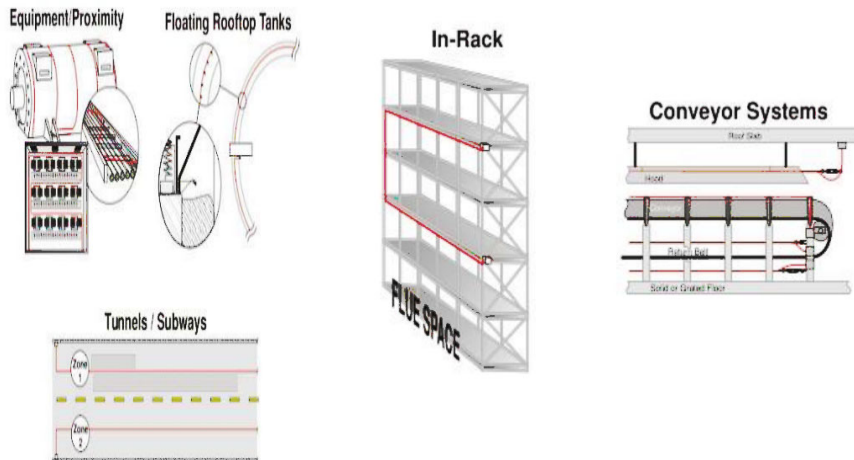 Equipment/Proximity
Floating Rooftop Tanks
In-Rack
FLUE SPACE
Conveyor Systems
Roof Slab
Hood
Conveyor
Return Belt
Solid or Grated Floor
Tunnels / Subways
Zone
1
Zone
2